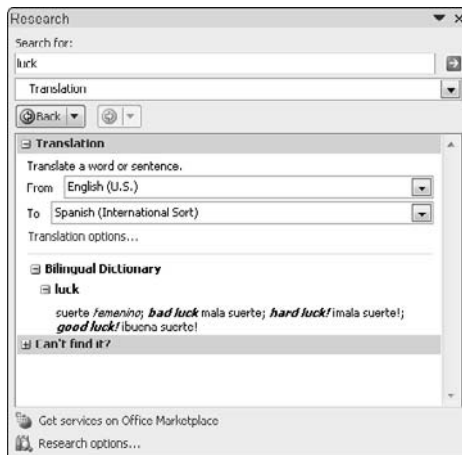 Research
Search for:
luck
Translation
Back
Translation
Translate a word or sentence.
From English (U.S.)
To Spanish (International Sort)
Translation options...
Bilingual Dictionary
luck
suerte femenino; bad luck mala suerte; hard luck! ¡mala suerte!;
good luck! ¡buena suerte!
Can't find it?
Get services on Office Marketplace
Research options...